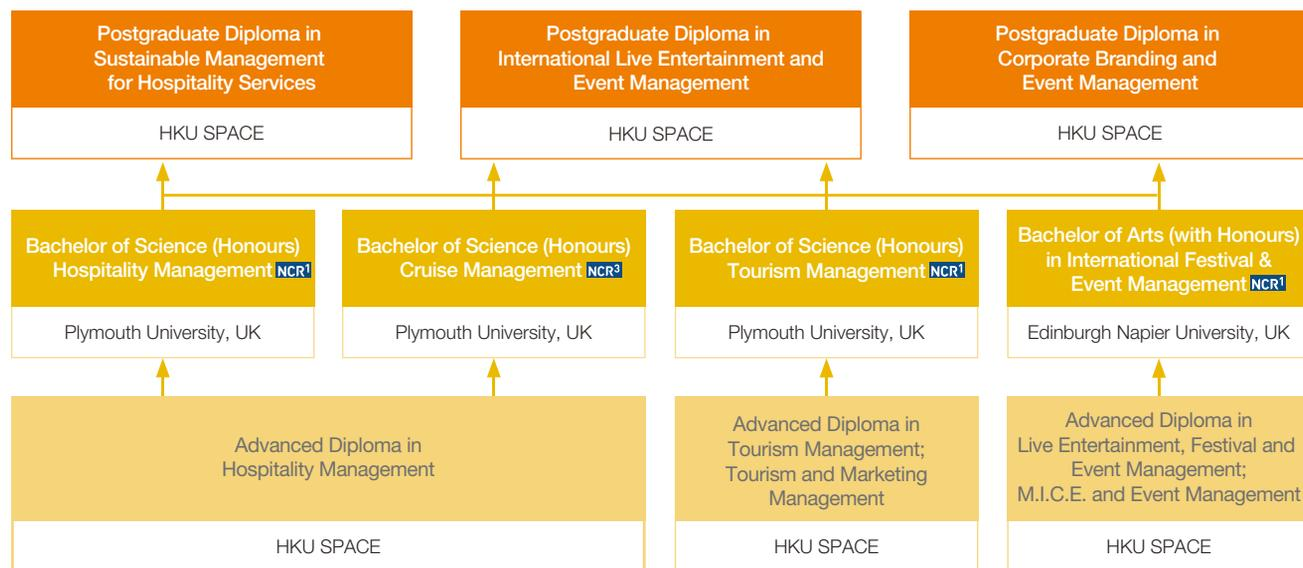 Postgraduate Diploma in
Sustainable Management
for Hospitality Services
HKU SPACE
Postgraduate Diploma in
International Live Entertainment and
Event Management
HKU SPACE
Postgraduate Diploma in
Corporate Branding and
Event Management
HKU SPACE
Bachelor of Science (Honours)
Hospitality Management NCR¹
Plymouth University, UK
Bachelor of Science (Honours)
Cruise Management NCR³
Plymouth University, UK
Bachelor of Science (Honours)
Tourism Management NCR¹
Plymouth University, UK
Bachelor of Arts (with Honours)
in International Festival &
Event Management NCR¹
Edinburgh Napier University, UK
Advanced Diploma in
Hospitality Management
HKU SPACE
Advanced Diploma in
Tourism Management;
Tourism and Marketing
Management
HKU SPACE
Advanced Diploma in
Live Entertainment, Festival and
Event Management;
M.I.C.E. and Event Management
HKU SPACE